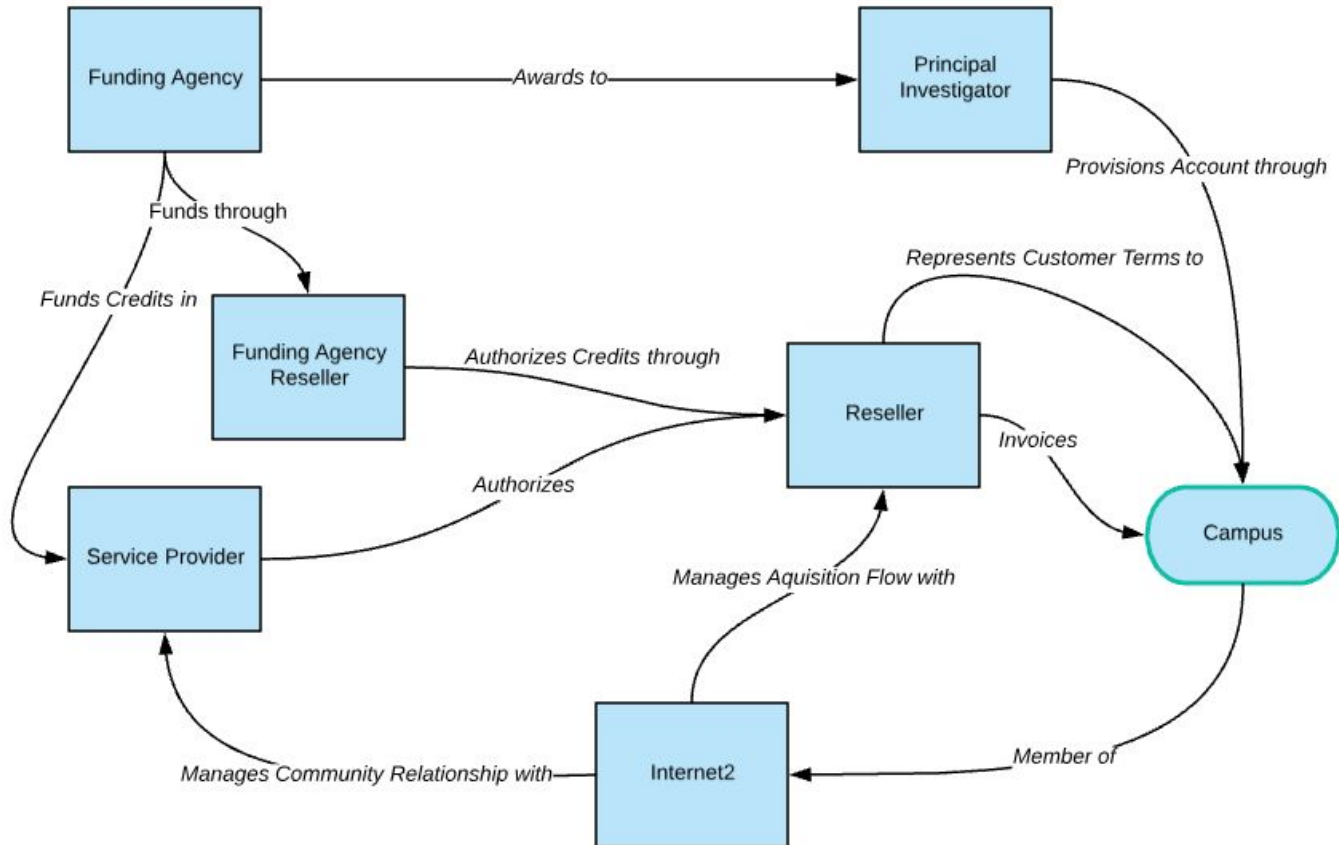 Funding Agency
Awards to
Principal
Investigator
Provisions Account through
Funds through
Represents Customer Terms to
Funds Credits in
Funding Agency
Reseller
Authorizes Credits through
Reseller
Invoices
Authorizes
Service Provider
Campus
Manages Aquisition Flow with
Manages Community Relationship with
Internet2
Member of